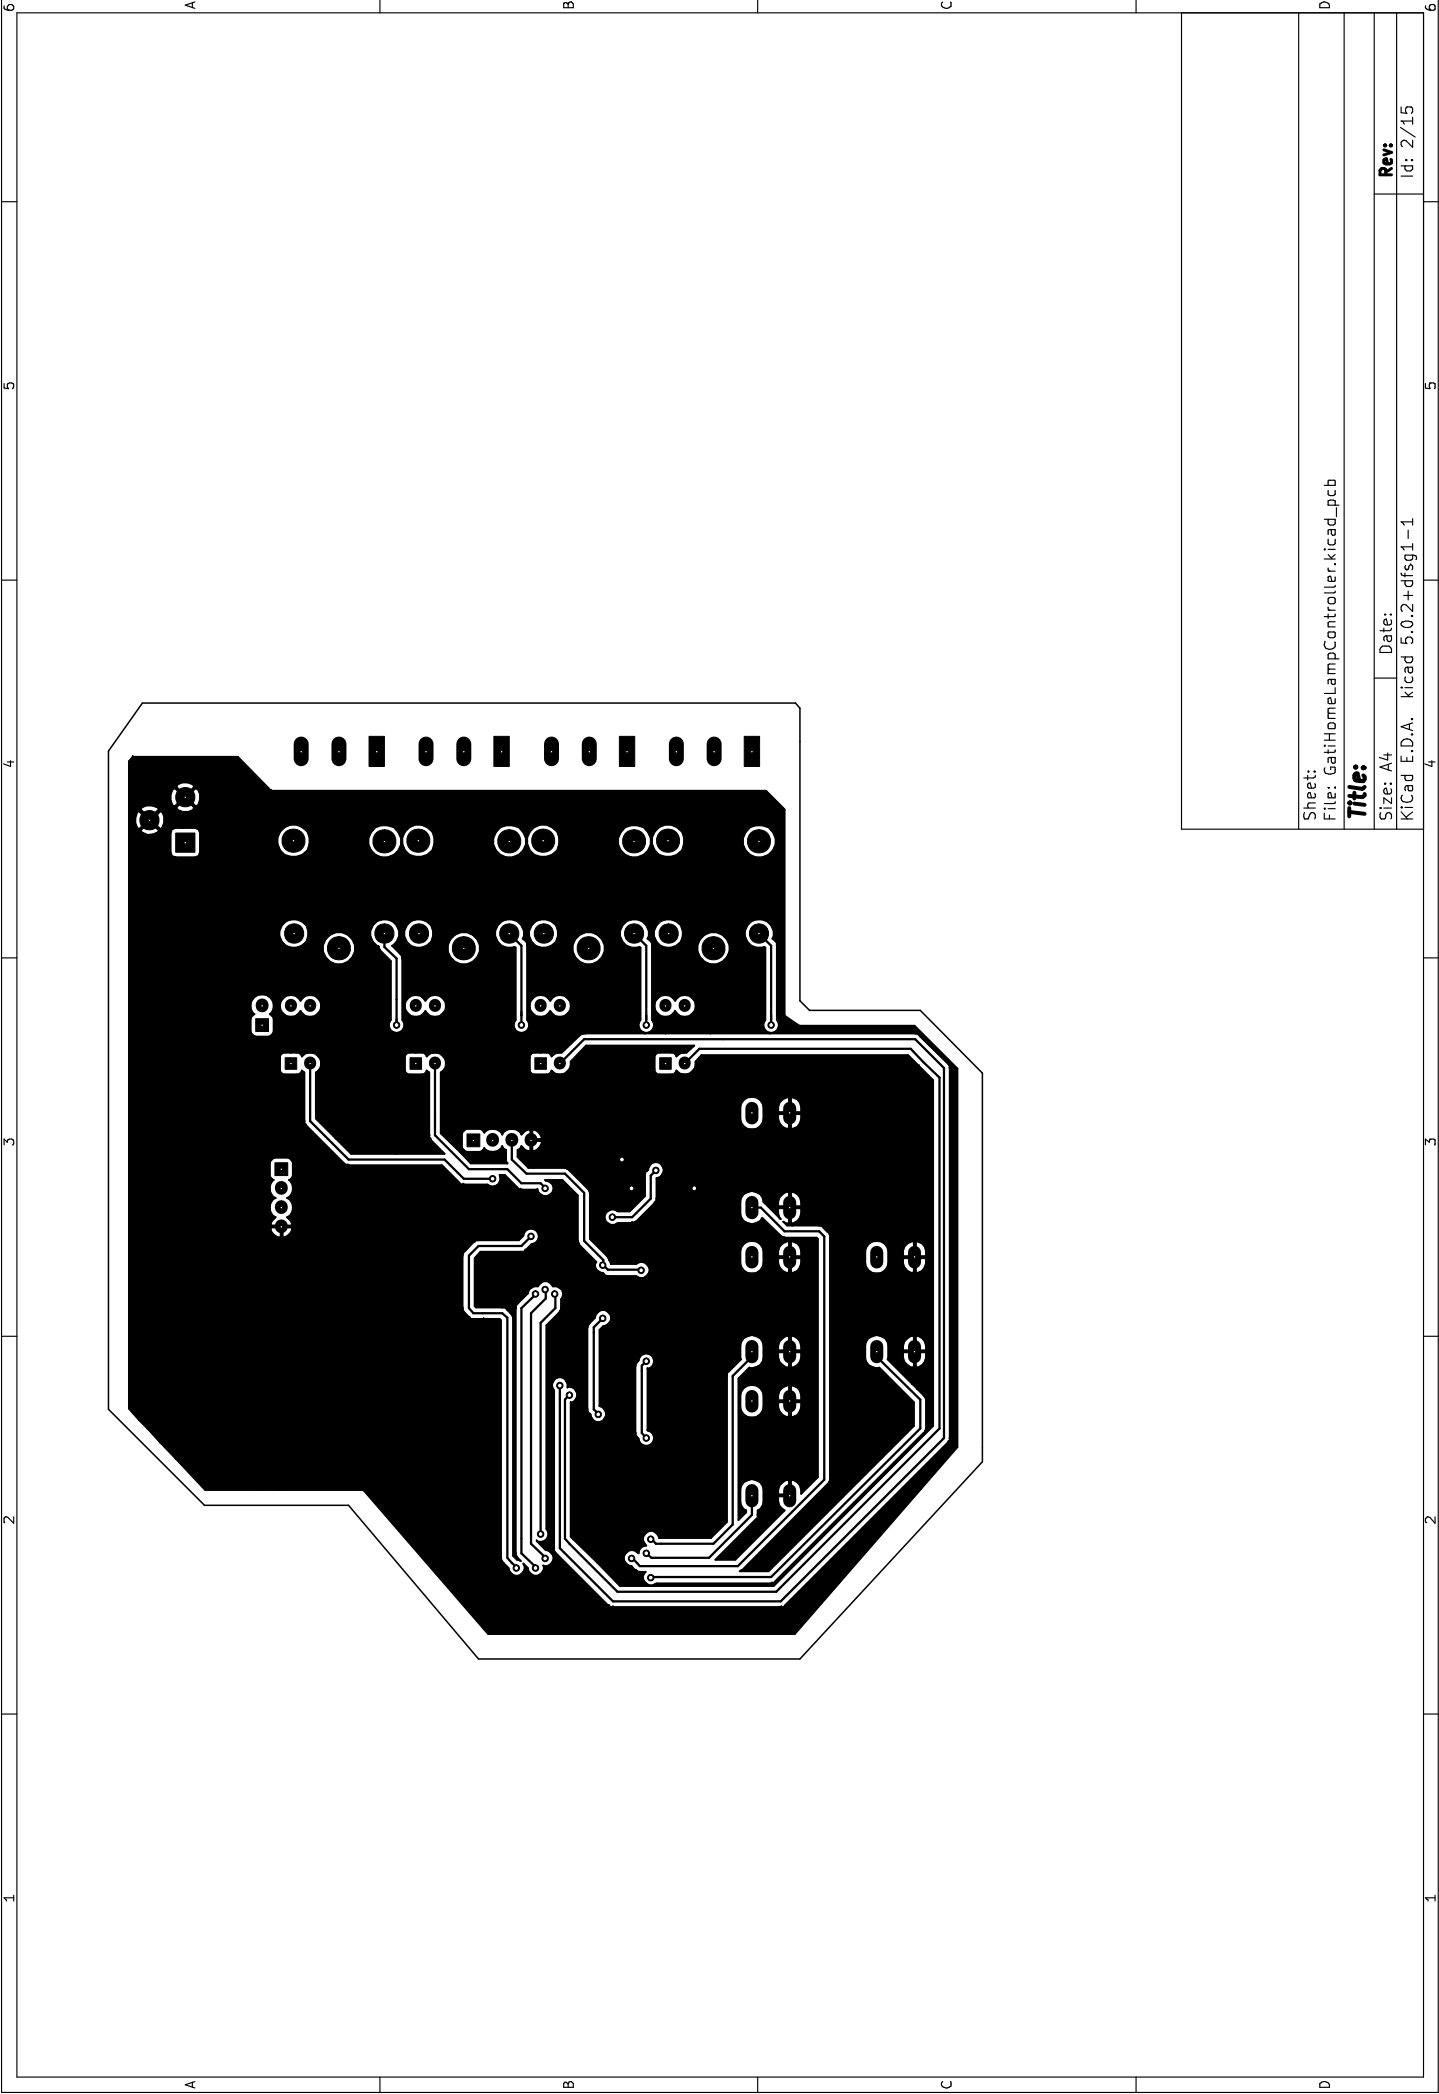 Sheet:
File: GatiHomeLampController.kicad_pcb
Title:
Size: A4 Date: Rev:
KiCad E.D.A. kicad 5.0.2+dfsg1-1 Id: 2/15
1 2 3 4 5 6
1 2 3 4 5 6
A B C D
A B C D